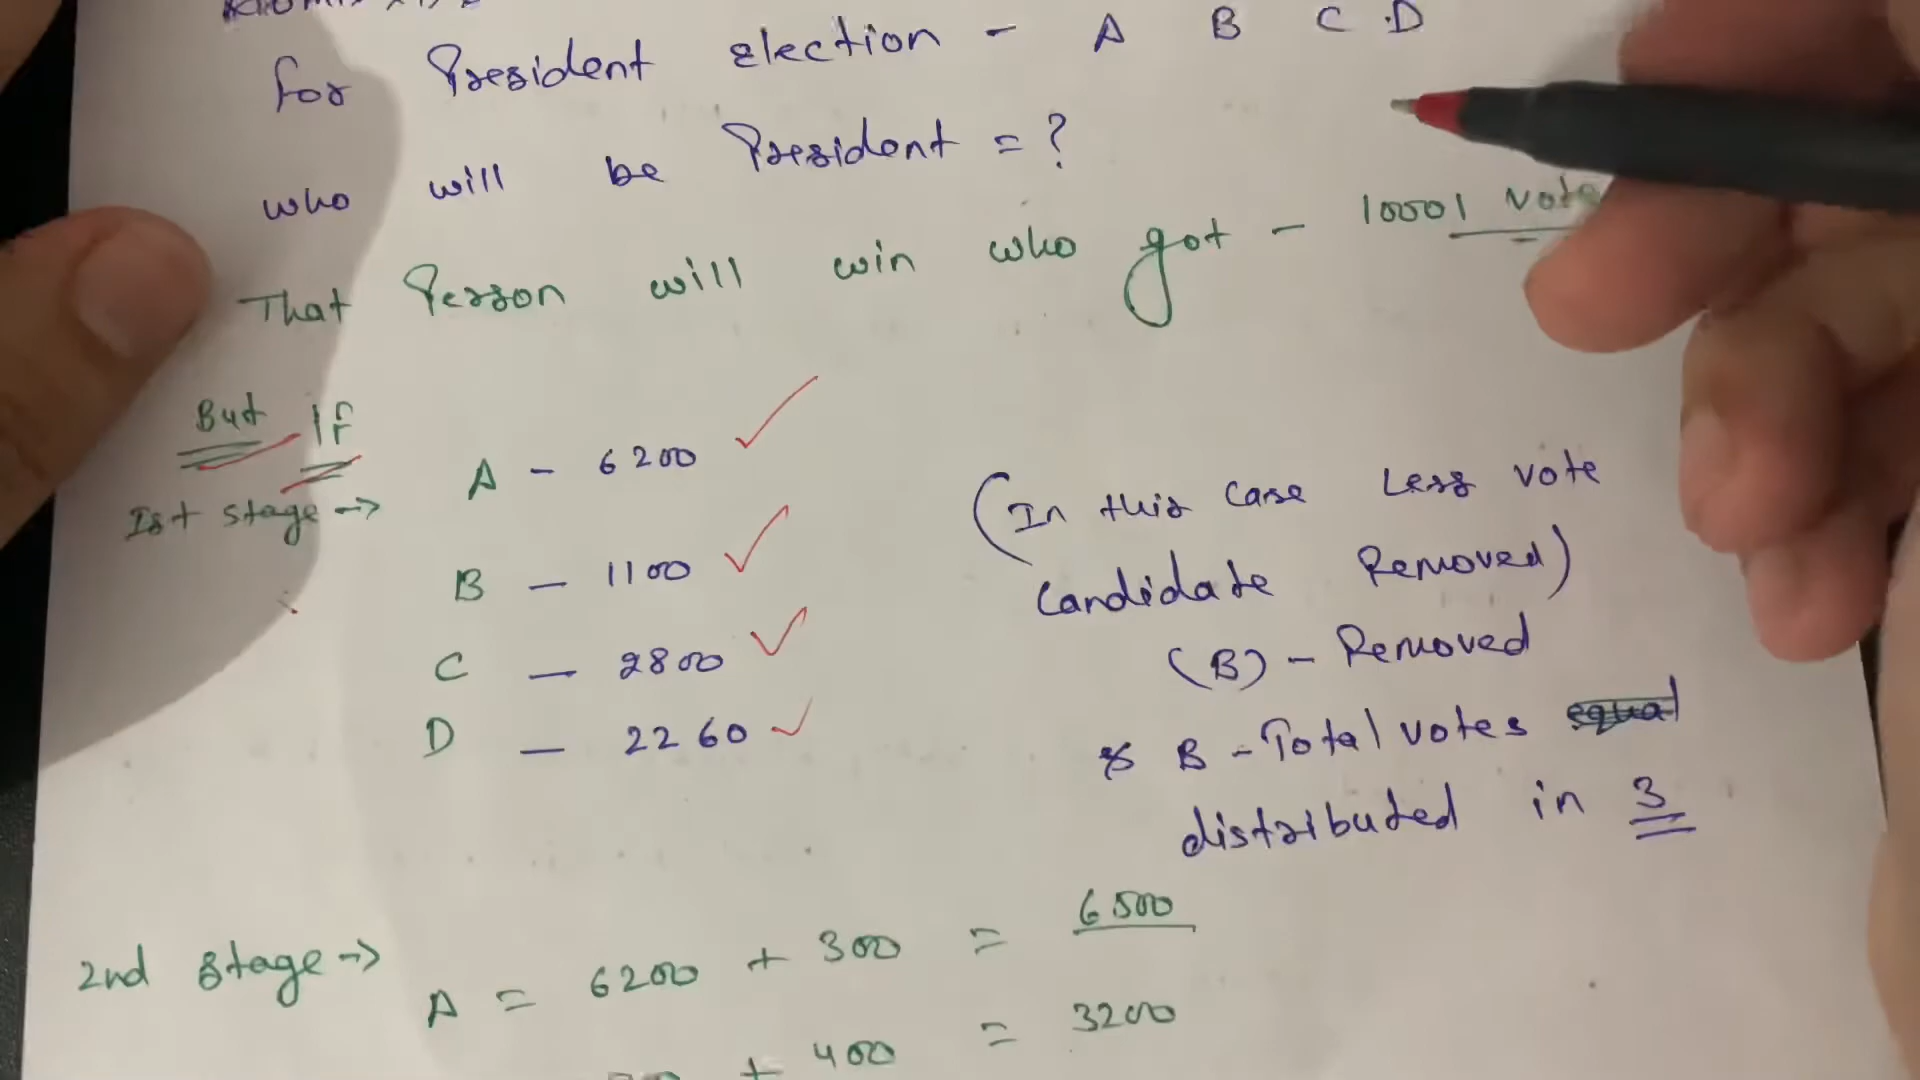 for President election - A B C D
who will be President = ?
That Person will win who got - 10001 Vote
But If
Ist stage → A - 6200
B - 1100
C - 2800
D - 2260
(In this case Less vote
candidate Removed)
(B) - Removed
* B - Total votes equal
distributed in 3
2nd stage → A = 6200 + 300 = 6500
+ 400 = 3200